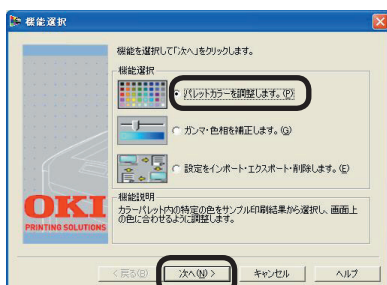 機能選択
機能を選択して「次へ」をクリックします。
機能選択
パレットカラーを調整します。(P)
ガンマ・色相を補正します。(G)
設定をインポート・エクスポート・削除します。(E)
機能説明
カラーパレット内の特定の色をサンプル印刷結果から選択し、画面上
の色に合わせるように調整します。
OKI
PRINTING SOLUTIONS
< 戻る(B)
次へ(N) >
キャンセル
ヘルプ